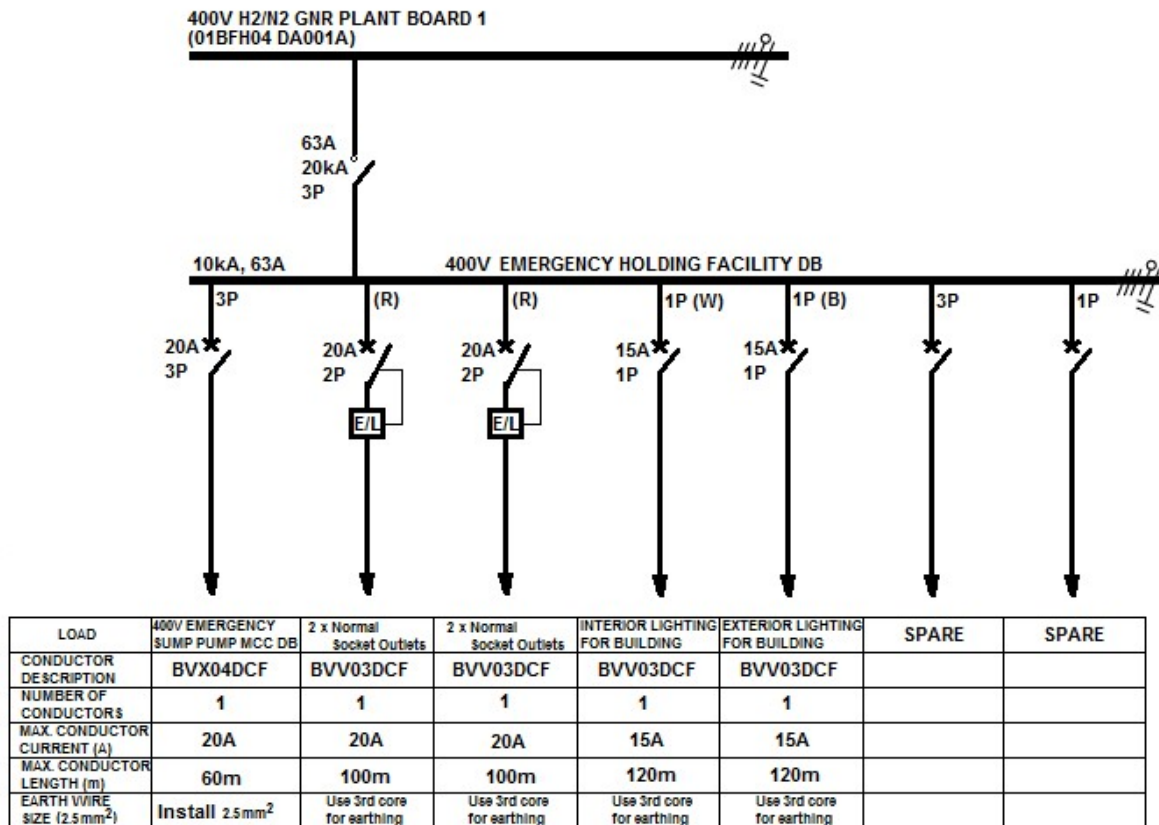 400V H2/N2 GNR PLANT BOARD 1
(01BFH04 DA001A)
63A
20kA
3P
10kA, 63A
400V EMERGENCY HOLDING FACILITY DB
3P
(R)
(R)
1P (W)
1P (B)
3P
1P
20A
3P
20A
2P
20A
2P
15A
1P
15A
1P
E/L
E/L
LOAD
400V EMERGENCY
SUMP PUMP MCC DB
2 x Normal
Socket Outlets
2 x Normal
Socket Outlets
INTERIOR LIGHTING
FOR BUILDING
EXTERIOR LIGHTING
FOR BUILDING
SPARE
SPARE
CONDUCTOR
DESCRIPTION
BVX04DCF
BVV03DCF
BVV03DCF
BVV03DCF
BVV03DCF
NUMBER OF
CONDUCTORS
1
1
1
1
1
MAX. CONDUCTOR
CURRENT (A)
20A
20A
20A
15A
15A
MAX. CONDUCTOR
LENGTH (m)
60m
100m
100m
120m
120m
EARTH WIRE
SIZE (2.5mm²)
Install 2.5mm²
Use 3rd core
for earthing
Use 3rd core
for earthing
Use 3rd core
for earthing
Use 3rd core
for earthing